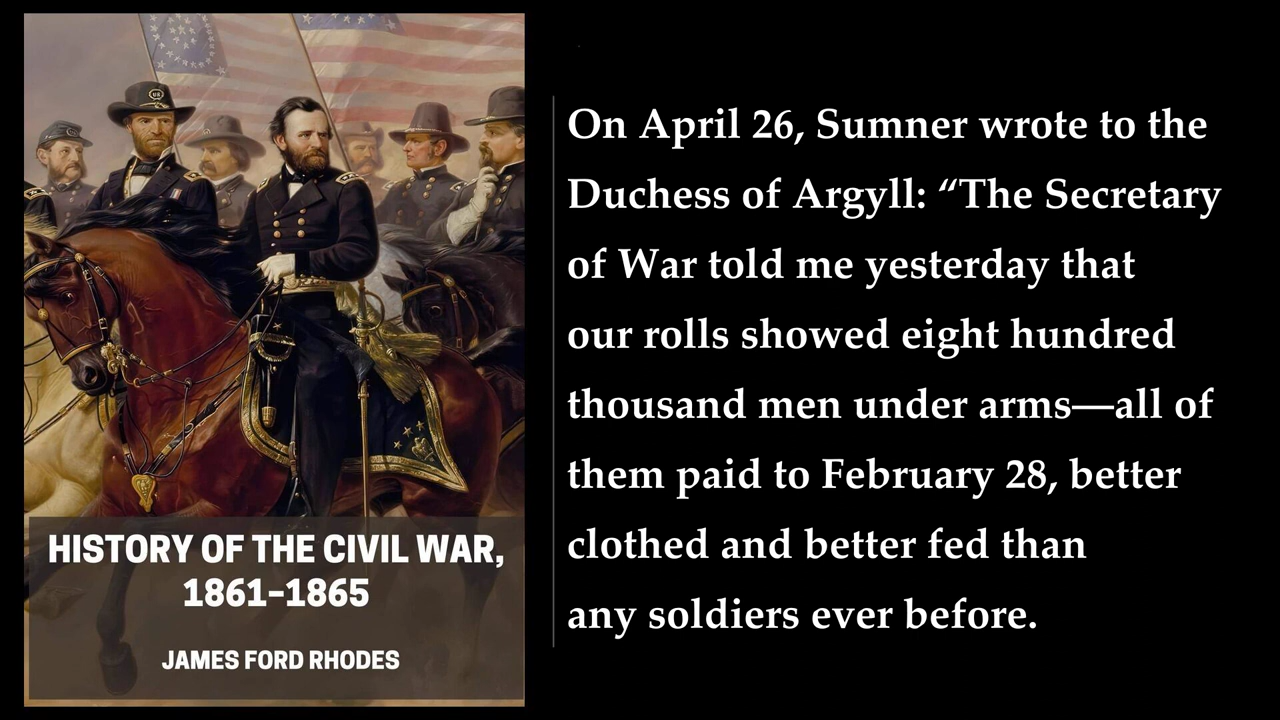 HISTORY OF THE CIVIL WAR,
1861-1865
JAMES FORD RHODES
On April 26, Sumner wrote to the
Duchess of Argyll: “The Secretary
of War told me yesterday that
our rolls showed eight hundred
thousand men under arms—all of
them paid to February 28, better
clothed and better fed than
any soldiers ever before.